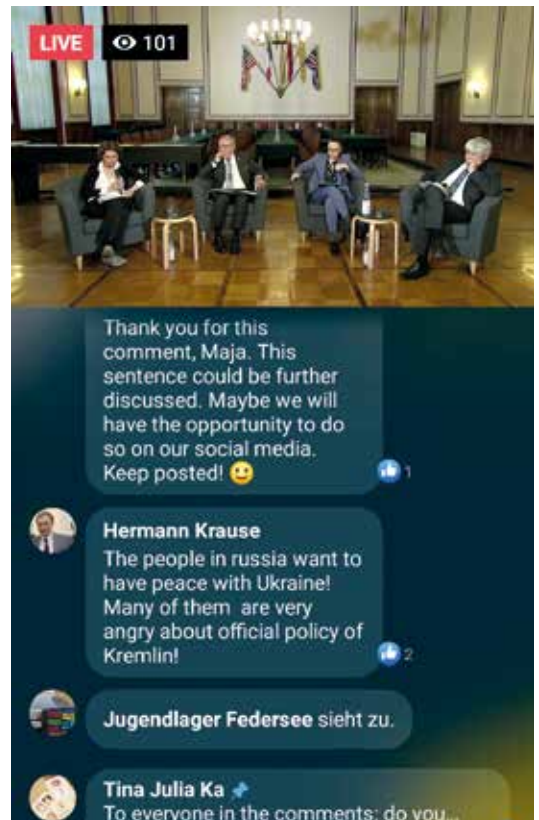 LIVE 101
Thank you for this
comment, Maja. This
sentence could be further
discussed. Maybe we will
have the opportunity to do
so on our social media.
Keep posted! 🙂
1
Hermann Krause
The people in russia want to
have peace with Ukraine!
Many of them are very
angry about official policy of
Kremlin!
2
Jugendlager Federsee sieht zu.
Tina Julia Ka 📌
To everyone in the comments: do you...